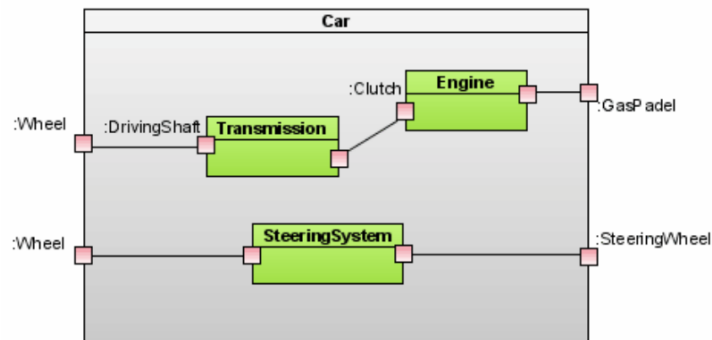 Car
:Clutch
Engine
:GasPadel
:Wheel
:DrivingShaft
Transmission
:Wheel
SteeringSystem
:SteeringWheel